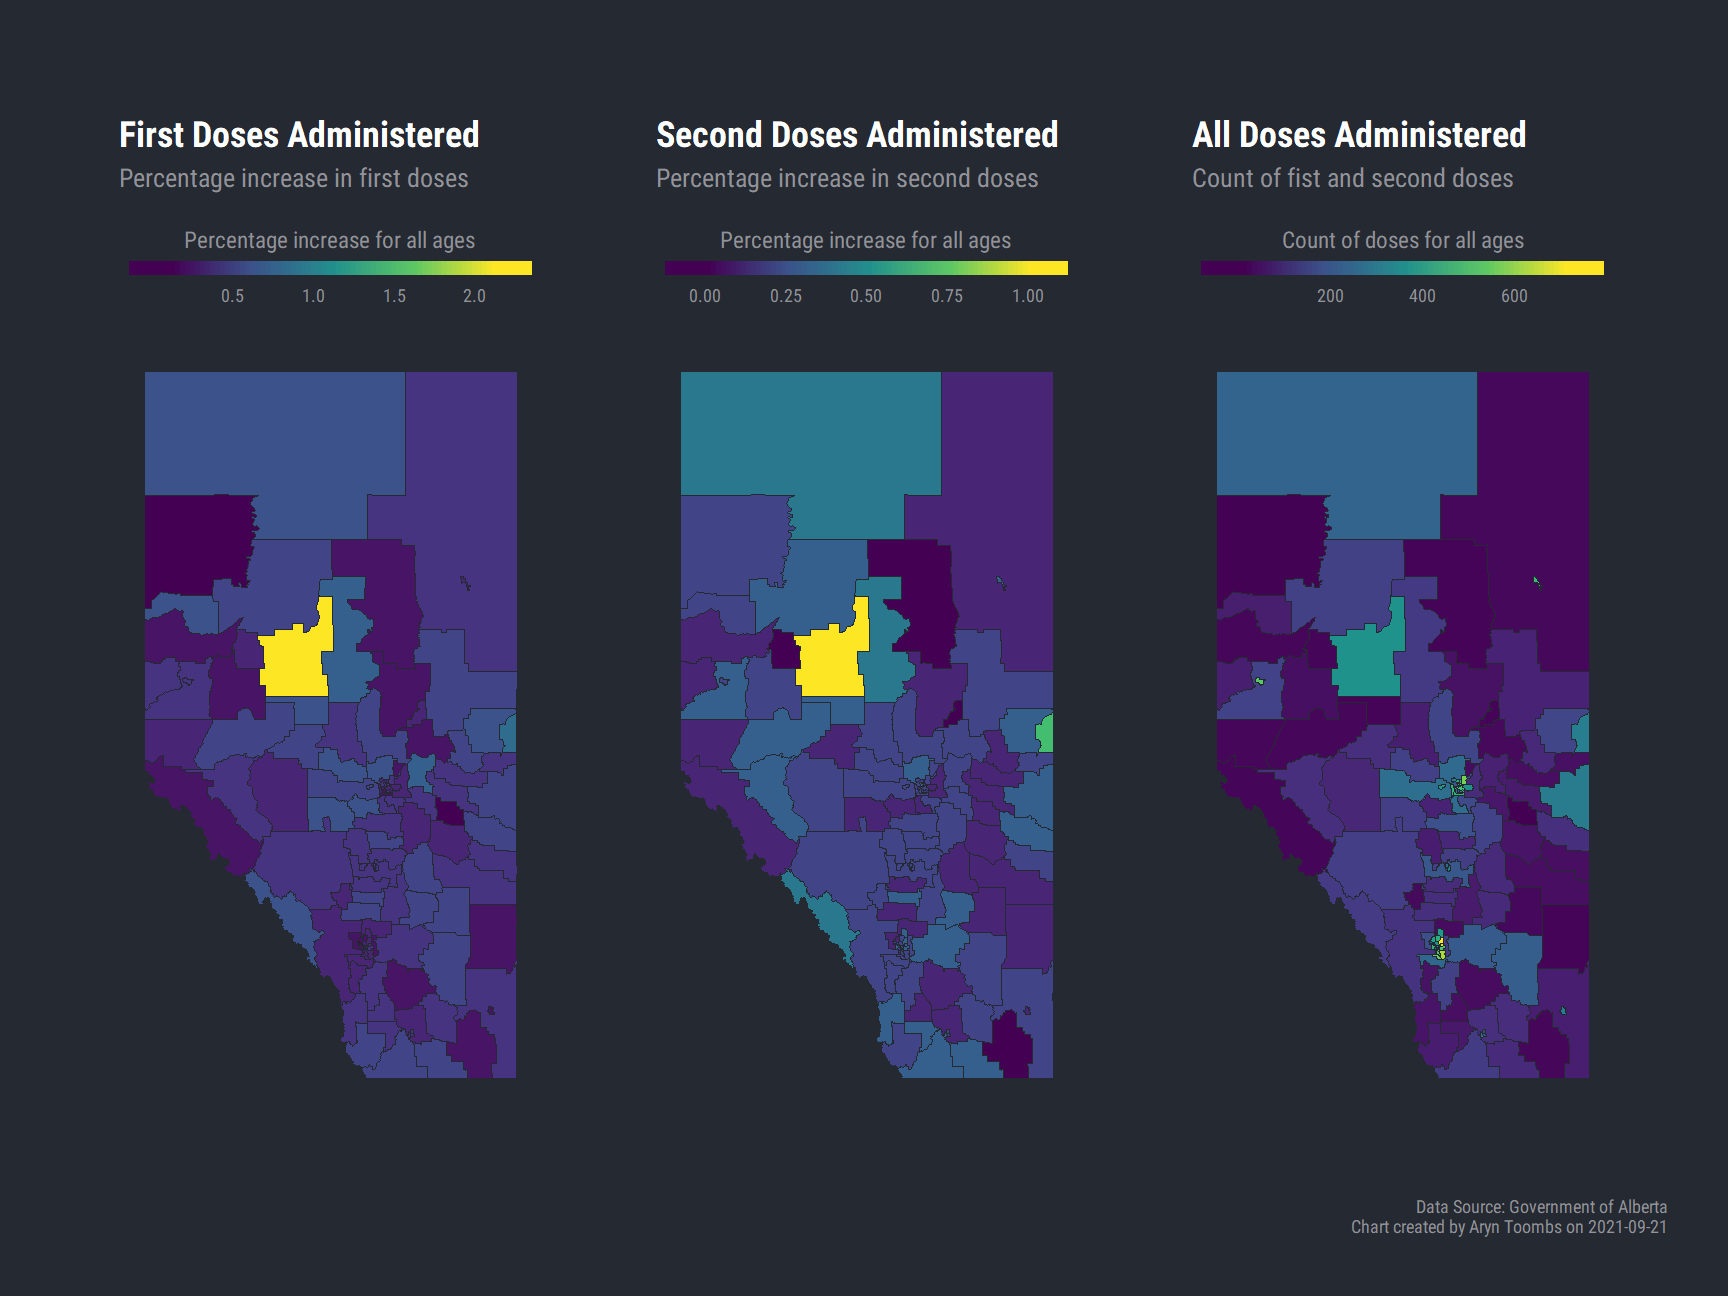 First Doses Administered
Percentage increase in first doses
Percentage increase for all ages
0.5 1.0 1.5 2.0
Second Doses Administered
Percentage increase in second doses
Percentage increase for all ages
0.00 0.25 0.50 0.75 1.00
All Doses Administered
Count of fist and second doses
Count of doses for all ages
200 400 600
Data Source: Government of Alberta
Chart created by Aryn Toombs on 2021-09-21